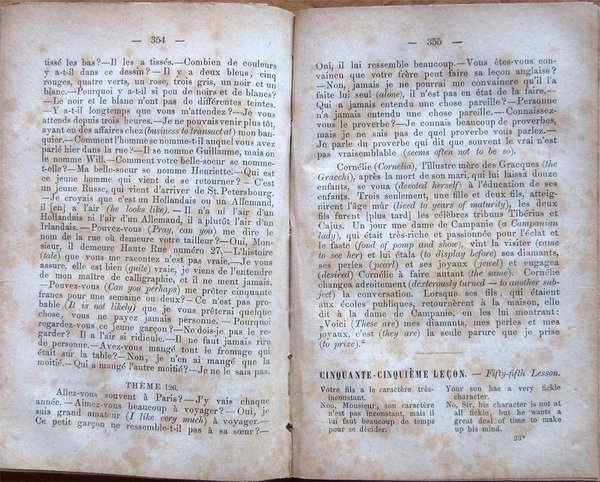 — 354 —
tissé les bas?—Il les a tissés.—Combien de couleurs
y a-t-il dans ce dessin? — Il y a deux bleus, cinq
rouges, quatre verts, un rose, trois gris, un noir et un
blanc.—Pourquoi y a-t-il si peu de noirs et de blancs?
—Le noir et le blanc n'ont pas de différentes teintes.
—Y a-t-il longtemps que vous m'attendez?—Je vous
attends depuis trois heures.—Je ne pouvais venir plus tôt,
ayant eu des affaires chez (business to transact at) mon ban-
quier.—Comment l'homme se nomme-t-il auquel vous avez
parlé hier dans la rue?—Il se nomme Guillaume, mais on
le nomme Will.—Comment votre belle-soeur se nomme-
t-elle?—Ma belle-soeur se nomme Henriette.—Qui est
ce jeune homme qui vient de se retourner? — C'est
un jeune Russe, qui vient d'arriver de St. Petersbourg.
—Je croyais que c'est un Hollandais ou un Allemand,
il [en] a l'air (he looks like). — Il n'a ni l'air d'un
Hollandais ni l'air d'un Allemand, il a plutôt l'air d'un
Irlandais.—Pouvez-vous (Pray, can you) me dire le
nom de la rue où demeure votre tailleur?—Oui, Mon-
sieur, il demeure Haute Rue numéro 27.—L'histoire
(tale) que vous me racontez n'est pas vraie.—Je vous
assure, elle est bien (quite) vraie, je viens de l'entendre
de mon maître de calligraphie, et il ne ment jamais.
—Pouvez-vous (Can you perhaps) me prêter cinquante
francs pour une semaine ou deux?—Ce n'est pas pro-
bable (It is not likely) que je vous prêterai quelque
chose, vous ne payez jamais personne. — Pourquoi
regardez-vous ce jeune garçon?—Ne dois-je pas le re-
garder? Il a l'air si ridicule.—Il ne faut jamais rire
de personne.—Avez-vous mangé tout le fromage qui
était sur la table?—Non, je n'en ai mangé que la
moitié.—Qui a mangé l'autre moitié?—Je ne le sais pas.
THÈME 126.
Allez-vous souvent à Paris? — J'y vais chaque
année.—Aimez-vous beaucoup à voyager? — Oui, je
suis grand amateur (I like very much) à voyager.—
Ce petit garçon ne ressemble-t-il pas à sa sœur?—
— 355 —
Oui, il lui ressemble beaucoup.—Vous êtes-vous con-
vaincu que votre frère peut faire sa leçon anglaise?
—Non, jamais je ne pourrai me convaincre qu'il l'a
faite lui seul (alone), il n'est pas en état de la faire.—
Qui a jamais entendu une chose pareille? —Personne
n'a jamais entendu une chose pareille.—Connaissez-
vous le proverbe?—Je connais beaucoup de proverbes,
mais je ne sais pas de quel proverbe vous parlez.—
Je parle du proverbe qui dit que souvent le vrai n'est
pas vraisemblable (seems often not to be so).
Cornélie (Cornelia), l'illustre mère des Gracques (the
Gracchi), après la mort de son mari, qui lui laissa douze
enfants, se voua (devoted herself) à l'éducation de ses
enfants. Trois seulement, une fille et deux fils, atteig-
nirent l'âge mûr (lived to years of maturity), les deux
fils furent [plus tard] les célèbres tribuns Tibérius et
Cajus. Un jour une dame de Campanie (a Campanian
lady), qui était très-riche et passionnée pour l'éclat et
le faste (fond of pomp and show), vint la visiter (came
to see her) et lui étala (to display before) ses diamants,
ses perles (pearl) et ses joyaux (jewel) et engagea
(desired) Cornélie à faire autant (the same). Cornélie
changea adroitement (dexterously turned — to another sub-
ject) la conversation. Lorsque ses fils, qui étaient
aux écoles publiques, retournèrent à la maison, elle
dit à la dame de Campanie, en les lui montrant:
„Voici (These are) mes diamants, mes perles et mes
joyaux, c'est (they are) la seule parure que je prise
(to prize).“
CINQUANTE-CINQUIÈME LEÇON. — Fifty-fifth Lesson.
Votre fils a le caractère très-
inconstant.
Non, Monsieur, son caractère
n'est pas inconstant, mais il
lui faut beaucoup de temps
pour se décider.
Your son has a very fickle
character.
No, Sir, his character is not at
all fickle, but he wants a
great deal of time to make
up his mind.
23*